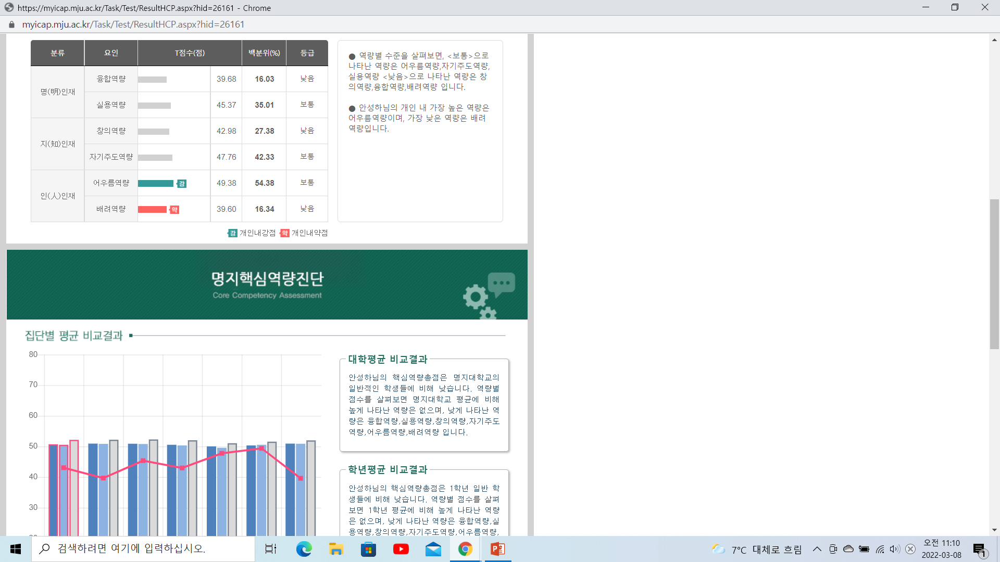 https://myicap.mju.ac.kr/Task/Test/ResultHCP.aspx?hid=26161 - Chrome
myicap.mju.ac.kr/Task/Test/ResultHCP.aspx?hid=26161
분류 요인 T점수(점) 백분위(%) 등급
명(明)인재
융합역량 39.68 16.03 낮음
실용역량 45.37 35.01 보통
지(知)인재
창의역량 42.98 27.38 낮음
자기주도역량 47.76 42.33 보통
인(人)인재
어우름역량 강 49.38 54.38 보통
배려역량 약 39.60 16.34 낮음
강 개인내강점 약 개인내약점
● 역량별 수준을 살펴보면, <보통>으로
나타난 역량은 어우름역량,자기주도역량,
실용역량 <낮음>으로 나타난 역량은 창
의역량,융합역량,배려역량 입니다.
● 안성하님의 개인 내 가장 높은 역량은
어우름역량이며, 가장 낮은 역량은 배려
역량입니다.
명지핵심역량진단
Core Competency Assessment
집단별 평균 비교결과
80
70
60
50
40
30
대학평균 비교결과
안성하님의 핵심역량총점은 명지대학교의
일반적인 학생들에 비해 낮습니다. 역량별
점수를 살펴보면 명지대학교 평균에 비해
높게 나타난 역량은 없으며, 낮게 나타난 역
량은 융합역량,실용역량,창의역량,자기주도
역량,어우름역량,배려역량 입니다.
학년평균 비교결과
안성하님의 핵심역량총점은 1학년 일반 학
생들에 비해 낮습니다. 역량별 점수를 살펴
보면 1학년 평균에 비해 높게 나타난 역량
은 없으며, 낮게 나타난 역량은 융합역량,실
용역량,창의역량,자기주도역량,어우름역량,
검색하려면 여기에 입력하십시오.
7°C 대체로 흐림
오전 11:10
2022-03-08
1